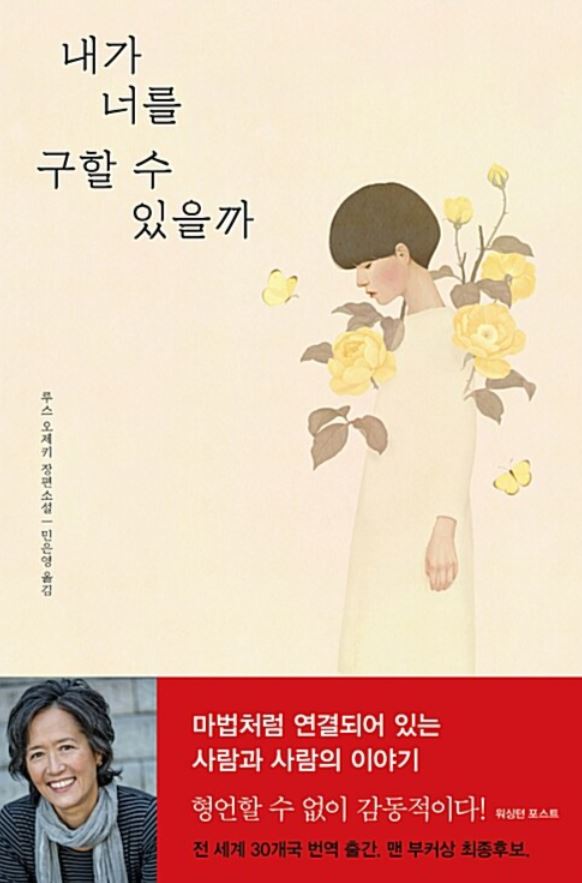 내가
너를
구할 수
있을까
루스 오제키 장편소설 | 민은영 옮김
마법처럼 연결되어 있는
사람과 사람의 이야기
형언할 수 없이 감동적이다! 워싱턴 포스트
전 세계 30개국 번역 출간. 맨 부커상 최종후보.